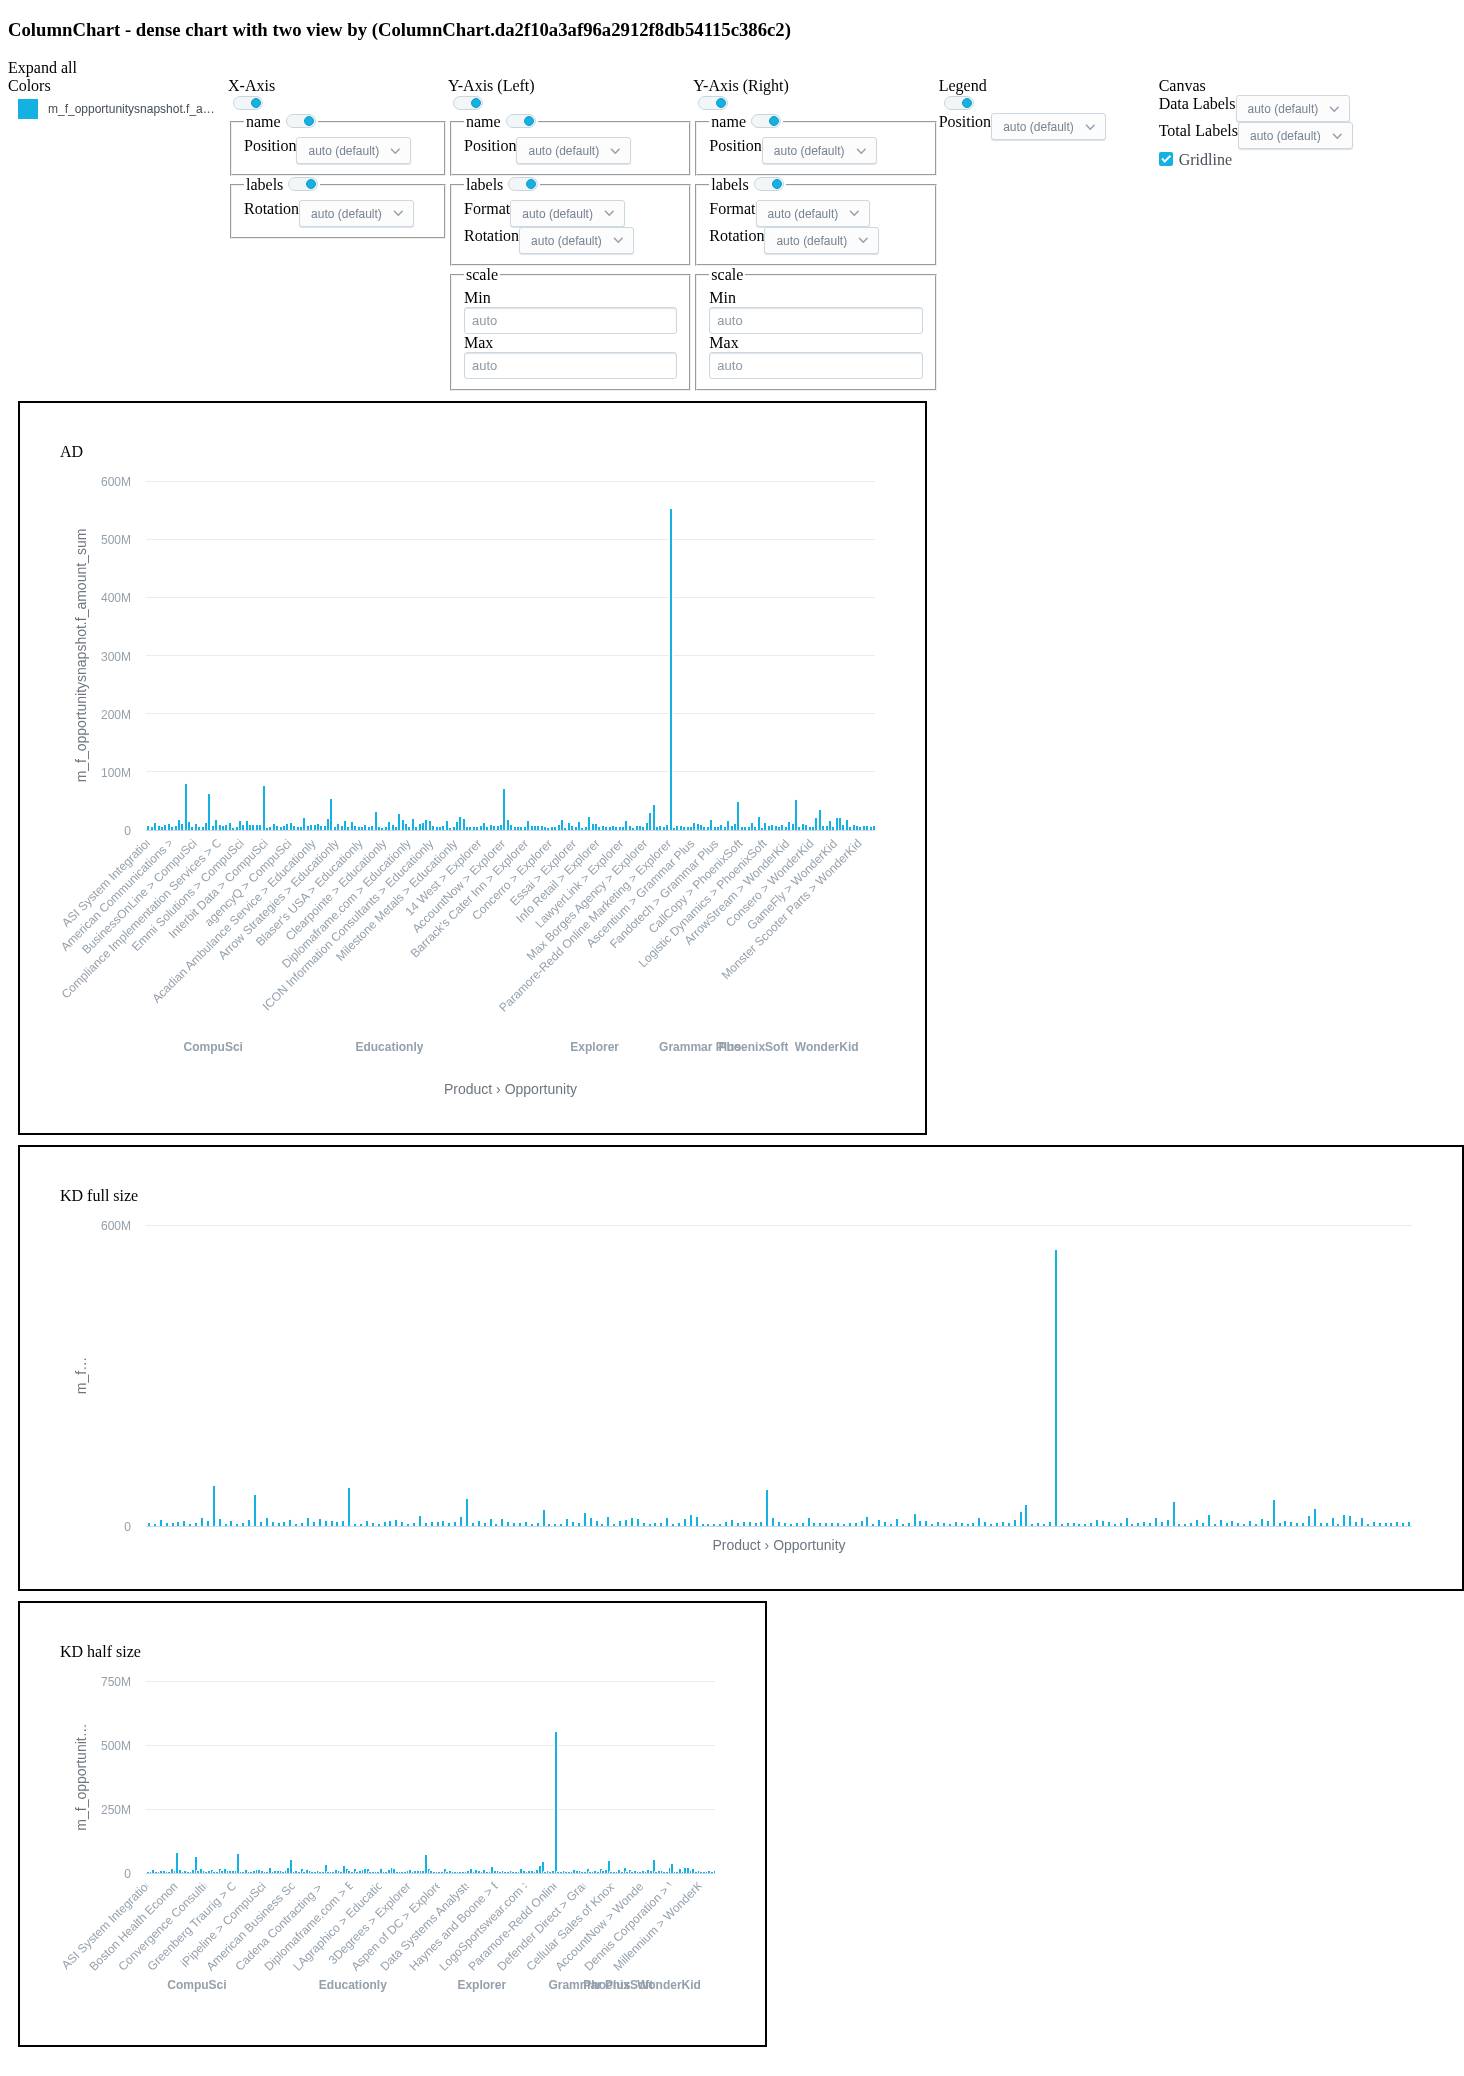 ColumnChart - dense chart with two view by (ColumnChart.da2f10a3af96a2912f8db54115c386c2)
Expand all
Colors
m_f_opportunitysnapshot.f_a…
X-Axis
name
Position auto (default)
labels
Rotation auto (default)
Y-Axis (Left)
name
Position auto (default)
labels
Format auto (default)
Rotation auto (default)
scale
Min
auto
Max
auto
Y-Axis (Right)
name
Position auto (default)
labels
Format auto (default)
Rotation auto (default)
scale
Min
auto
Max
auto
Legend
Position auto (default)
Canvas
Data Labels auto (default)
Total Labels auto (default)
Gridline
AD
m_f_opportunitysnapshot.f_amount_sum
600M
500M
400M
300M
200M
100M
0
ASI System Integratio
American Communications >
BusinessOnLine > CompuSci
Compliance Implementation Services > C
Emmi Solutions > CompuSci
Interbit Data > CompuSci
agencyQ > CompuSci
Acadian Ambulance Service > Educationly
Arrow Strategies > Educationly
Blaser's USA > Educationly
Clearpointe > Educationly
Diplomaframe.com > Educationly
ICON Information Consultants > Educationly
Milestone Metals > Educationly
14 West > Explorer
AccountNow > Explorer
Barrack's Cater Inn > Explorer
Concerro > Explorer
Essai > Explorer
Info Retail > Explorer
LawyerLink > Explorer
Max Borges Agency > Explorer
Paramore-Redd Online Marketing > Explorer
Ascentium > Grammar Plus
Fandotech > Grammar Plus
CallCopy > PhoenixSoft
Logistic Dynamics > PhoenixSoft
ArrowStream > WonderKid
Consero > WonderKid
GameFly > WonderKid
Monster Scooter Parts > WonderKid
CompuSci
Educationly
Explorer
Grammar Plus
PhoenixSoft
WonderKid
Product › Opportunity
KD full size
m_f…
600M
0
Product › Opportunity
KD half size
m_f_opportunit…
750M
500M
250M
0
ASI System Integratio
Boston Health Econom
Convergence Consulti
Greenberg Traurig > C
iPipeline > CompuSci
American Business So
Cadena Contracting >
Diplomaframe.com > E
LAgraphico > Educatio
3Degrees > Explorer
Aspen of DC > Explore
Data Systems Analysts
Haynes and Boone > E
LogoSportswear.com >
Paramore-Redd Online
Defender Direct > Gra
Cellular Sales of Knox
AccountNow > Wonde
Dennis Corporation >
Millennium > WonderK
CompuSci
Educationly
Explorer
Grammar Plus
PhoenixSoft
WonderKid